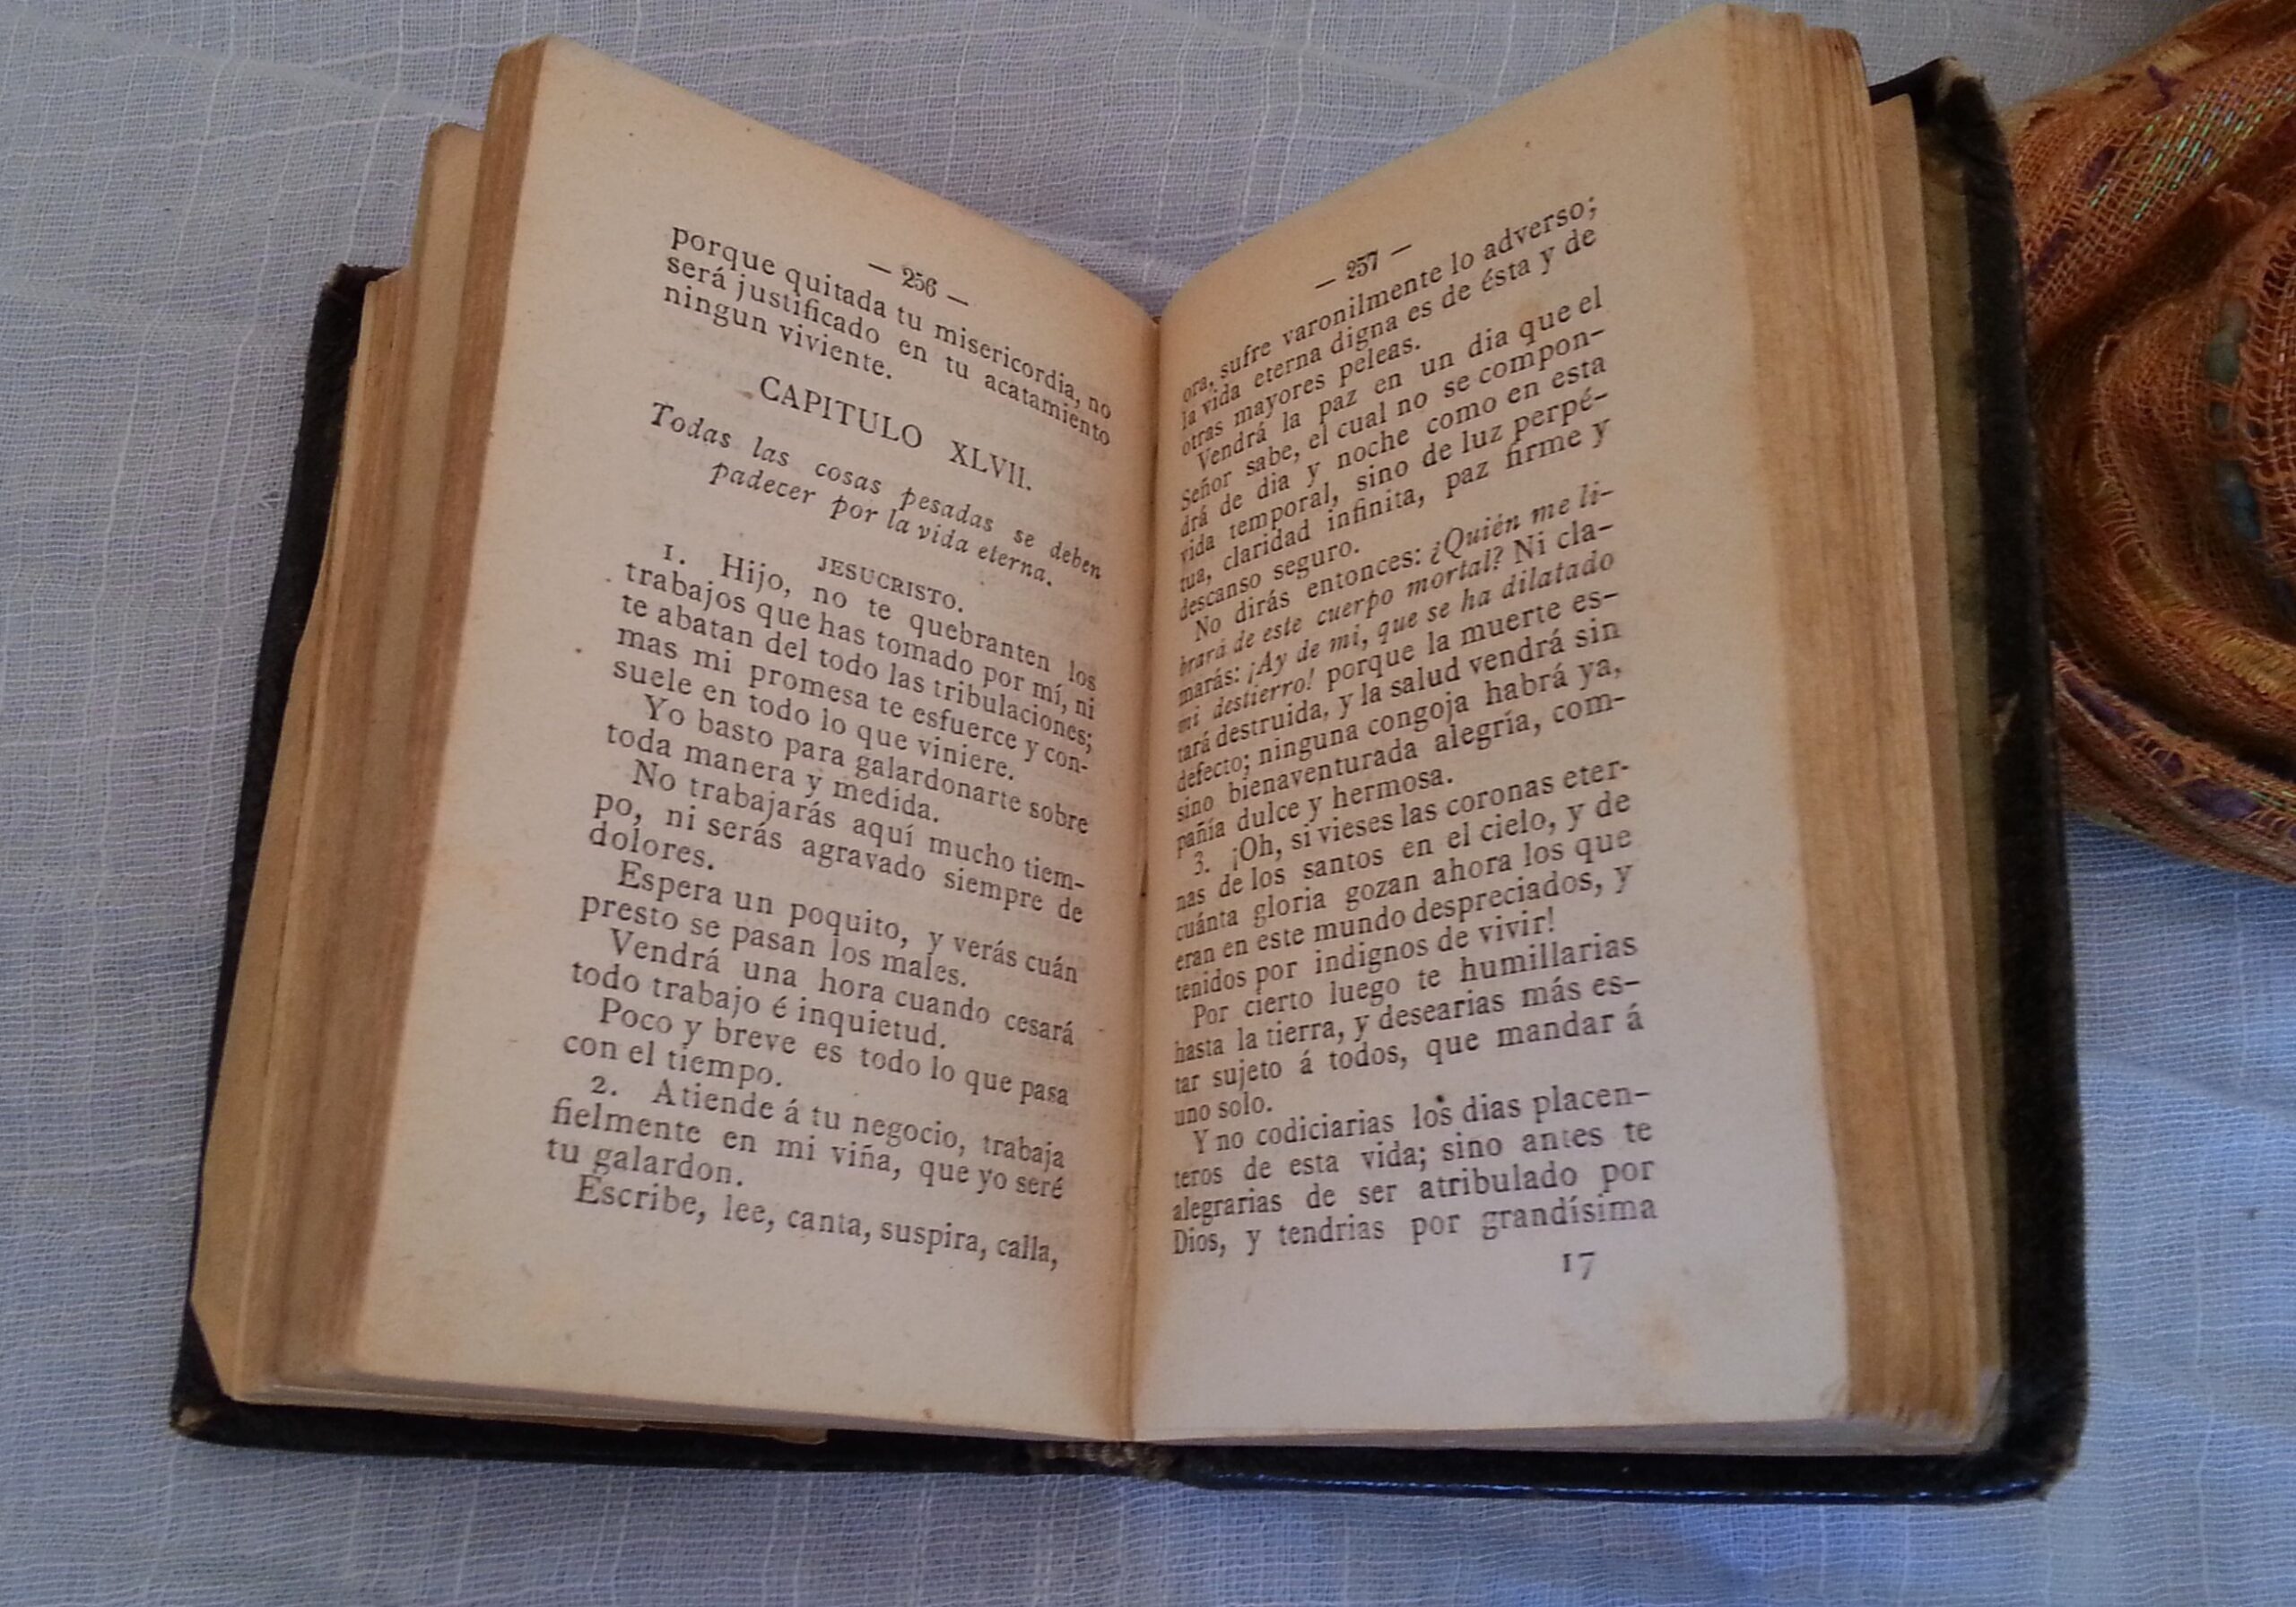 — 256 —
porque quitada tu misericordia, no
será justificado en tu acatamiento
ningun viviente.
CAPITULO XLVII.
Todas las cosas pesadas se deben
padecer por la vida eterna.
JESUCRISTO.
1. Hijo, no te quebranten los
trabajos que has tomado por mí, ni
te abatan del todo las tribulaciones;
mas mi promesa te esfuerce y con-
suele en todo lo que viniere.
Yo basto para galardonarte sobre
toda manera y medida.
No trabajarás aquí mucho tiem-
po, ni serás agravado siempre de
dolores.
Espera un poquito, y verás cuán
presto se pasan los males.
Vendrá una hora cuando cesará
todo trabajo é inquietud.
Poco y breve es todo lo que pasa
con el tiempo.
2. Atiende á tu negocio, trabaja
fielmente en mi viña, que yo seré
tu galardon.
Escribe, lee, canta, suspira, calla,
— 257 —
ora, sufre varonilmente lo adverso;
la vida eterna digna es de ésta y de
otras mayores peleas.
Vendrá la paz en un dia que el
Señor sabe, el cual no se compon-
drá de dia y noche como en esta
vida temporal, sino de luz perpé-
tua, claridad infinita, paz firme y
descanso seguro.
No dirás entonces: ¿Quién me li-
brará de este cuerpo mortal? Ni cla-
marás: ¡Ay de mi, que se ha dilatado
mi destierro! porque la muerte es-
tará destruida, y la salud vendrá sin
defecto; ninguna congoja habrá ya,
sino bienaventurada alegría, com-
pañía dulce y hermosa.
3. ¡Oh, si vieses las coronas eter-
nas de los santos en el cielo, y de
cuánta gloria gozan ahora los que
eran en este mundo despreciados, y
tenidos por indignos de vivir!
Por cierto luego te humillarias
hasta la tierra, y desearias más es-
tar sujeto á todos, que mandar á
uno solo.
Y no codiciarias los dias placen-
teros de esta vida; sino antes te
alegrarias de ser atribulado por
Dios, y tendrias por grandísima
17